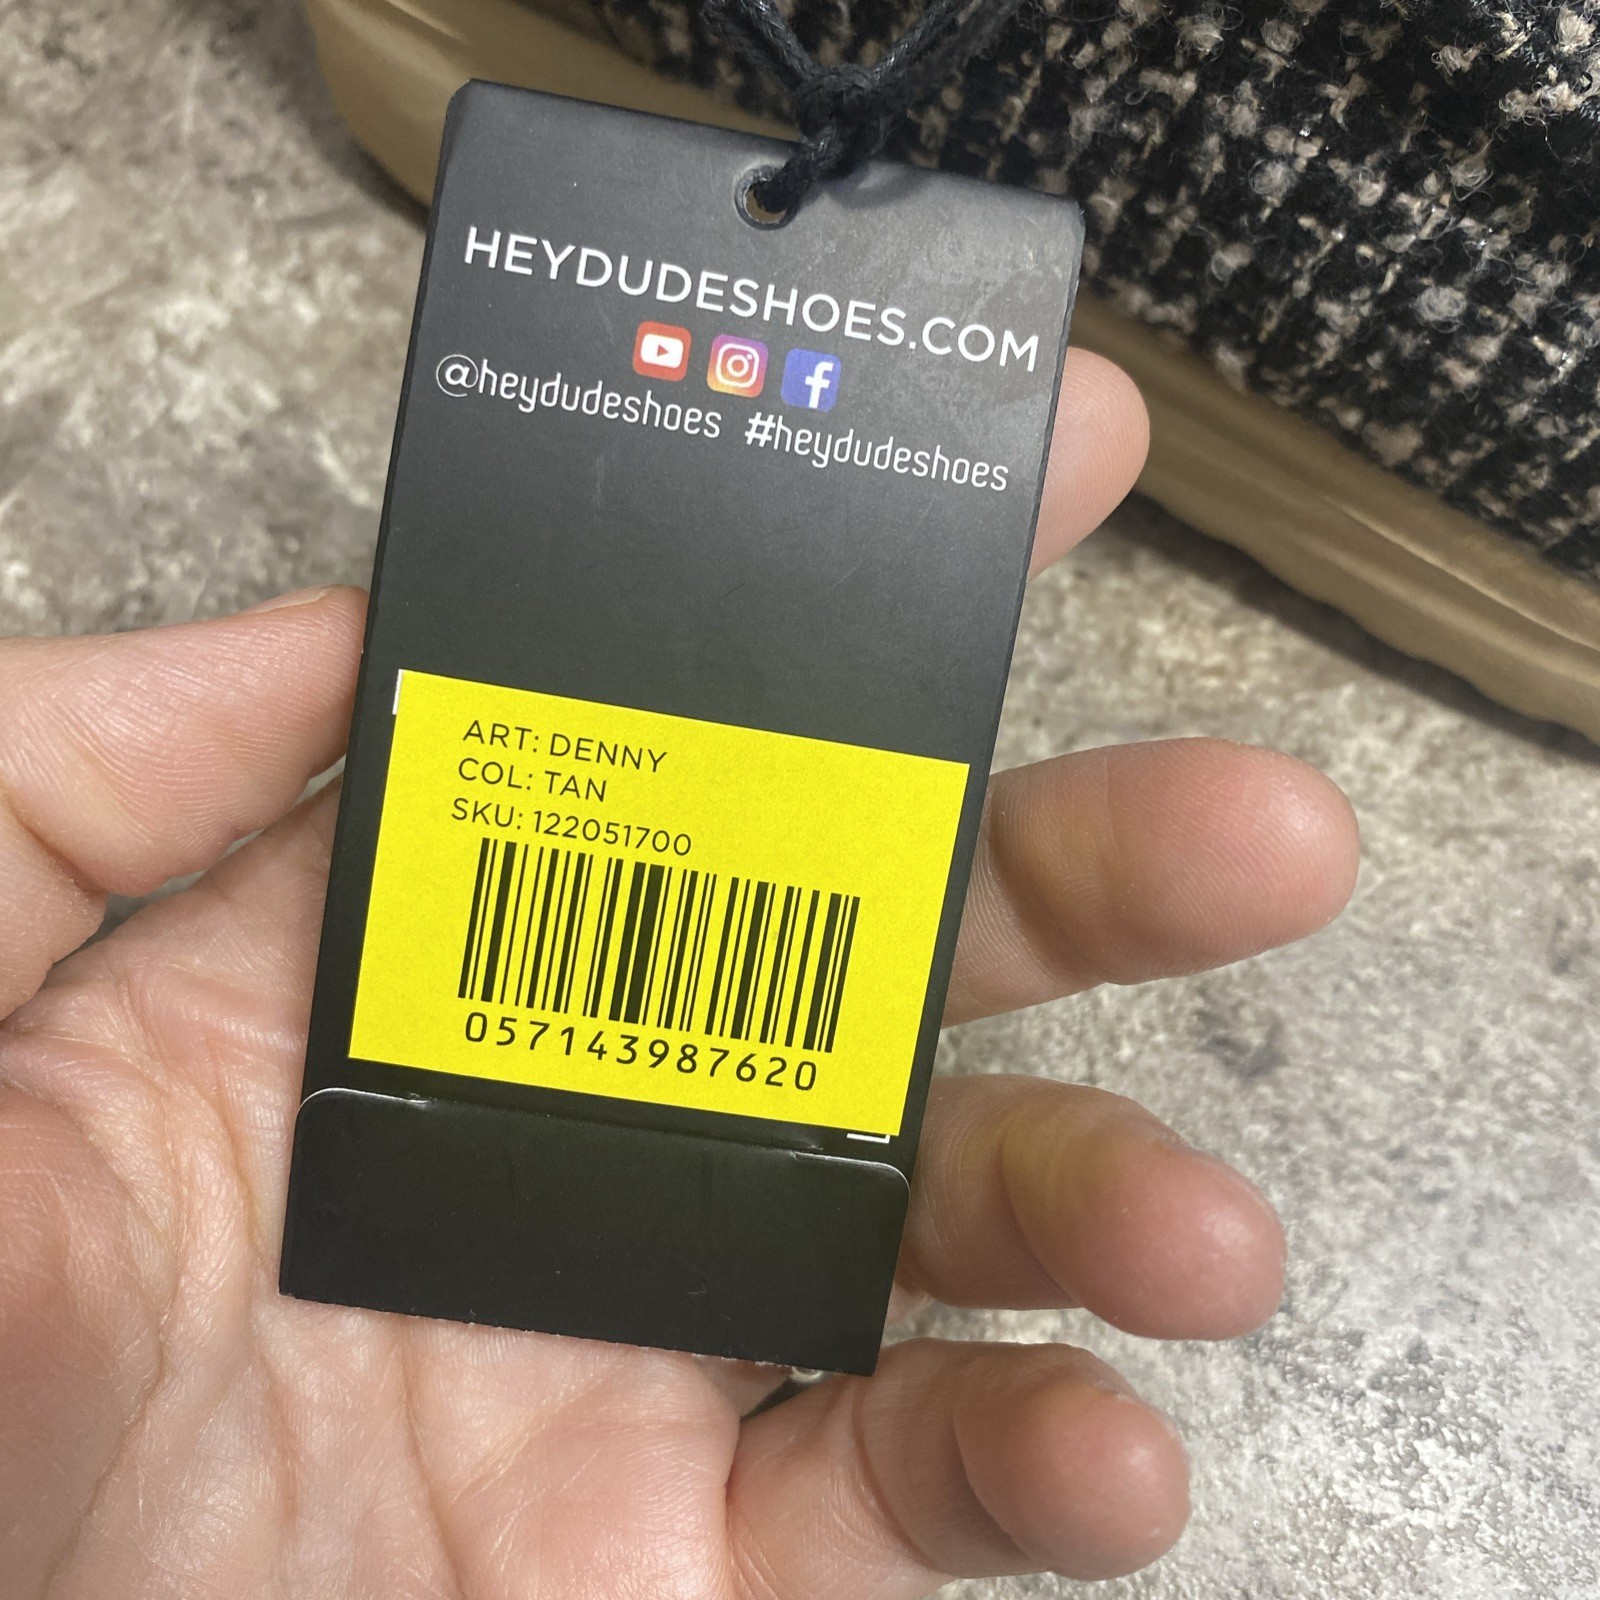 HEYDUDESHOES.COM
@heydudeshoes #heydudeshoes
ART: DENNY
COL: TAN
SKU: 122051700
057143987620